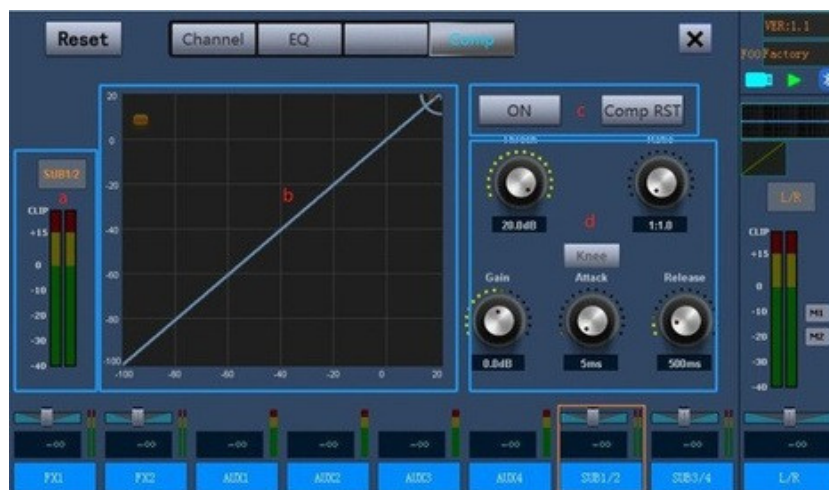 VER:1.1
Reset
Channel EQ Comp
F00Factory
ON c Comp RST
Thresh Ratio
20
0
-20
-40
-60
-80
-100
-100 -80 -60 -40 -20 0 20
b
SUB1/2
a
CLIP
+15
0
-10
-20
-30
-40
20.0dB d 1:1.0
Knee
Gain Attack Release
0.0dB 5ms 500ms
L/R
CLIP
+15
0
-10
-20
-30
-40
M1
M2
-∞ -∞ -∞ -∞ -∞ -∞ -∞ -∞ -∞
FX1 FX2 AUX1 AUX2 AUX3 AUX4 SUB1/2 SUB3/4 L/R